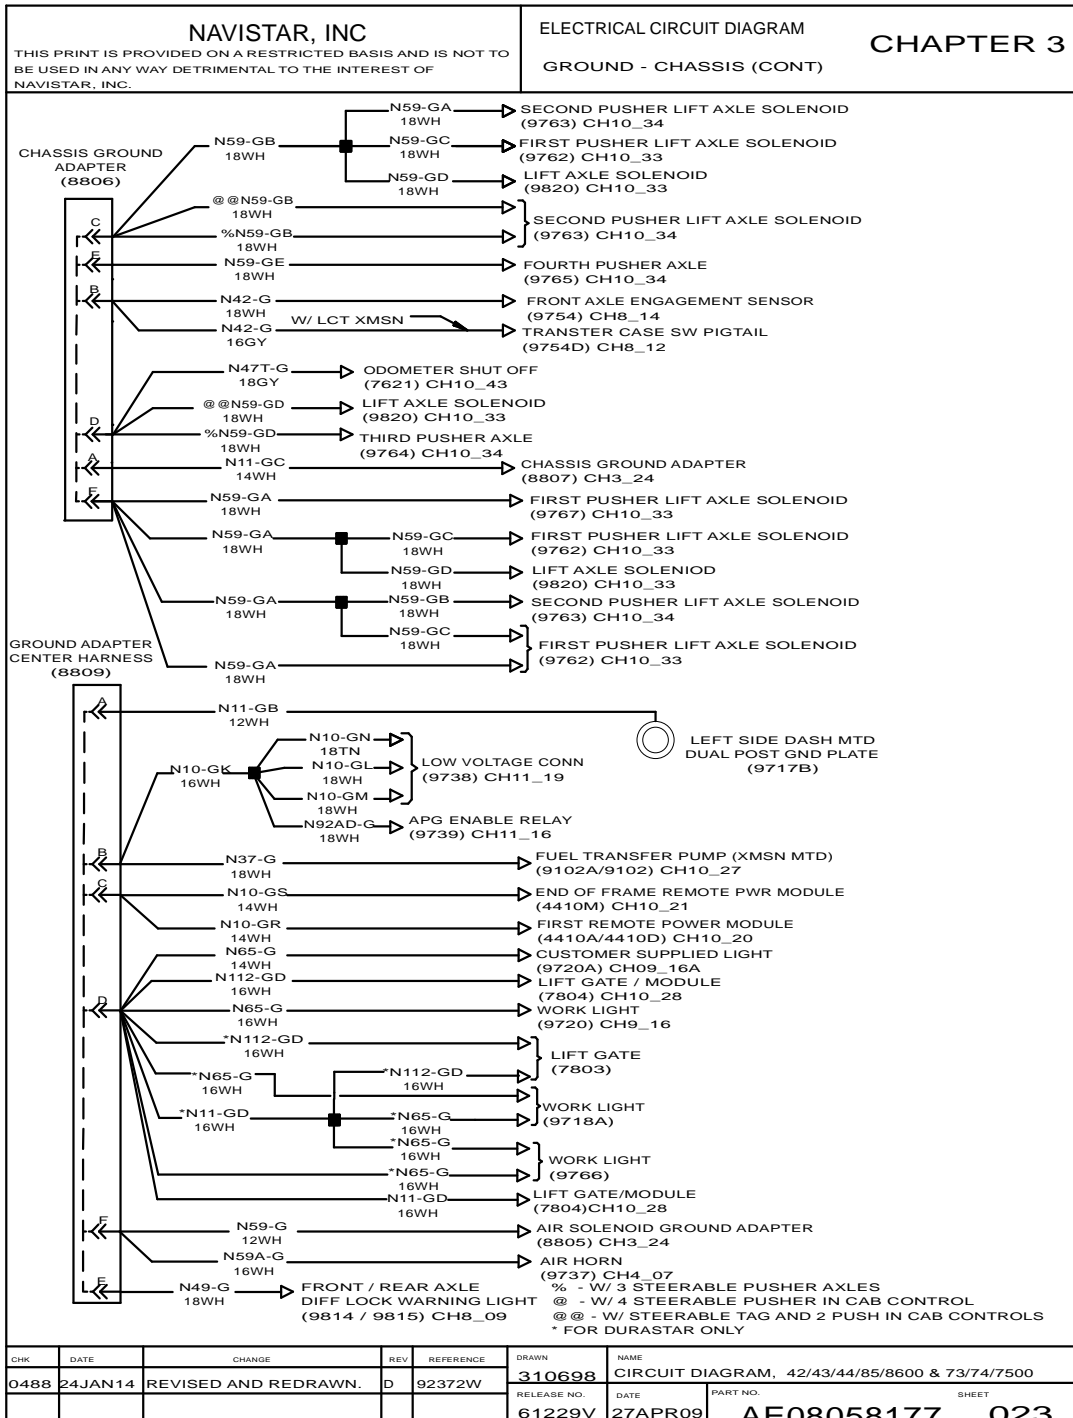 NAVISTAR, INC
THIS PRINT IS PROVIDED ON A RESTRICTED BASIS AND IS NOT TO
BE USED IN ANY WAY DETRIMENTAL TO THE INTEREST OF
NAVISTAR, INC.
ELECTRICAL CIRCUIT DIAGRAM
GROUND - CHASSIS (CONT)
CHAPTER 3
CHASSIS GROUND
ADAPTER
(8806)
N59-GB
18WH
N59-GA
18WH
SECOND PUSHER LIFT AXLE SOLENOID
(9763) CH10_34
N59-GC
18WH
FIRST PUSHER LIFT AXLE SOLENOID
(9762) CH10_33
N59-GD
18WH
LIFT AXLE SOLENOID
(9820) CH10_33
C
@@N59-GB
18WH
%N59-GB
18WH
SECOND PUSHER LIFT AXLE SOLENOID
(9763) CH10_34
E
N59-GE
18WH
FOURTH PUSHER AXLE
(9765) CH10_34
B
N42-G
18WH
FRONT AXLE ENGAGEMENT SENSOR
(9754) CH8_14
N42-G
16GY
W/ LCT XMSN
TRANSTER CASE SW PIGTAIL
(9754D) CH8_12
N47T-G
18GY
ODOMETER SHUT OFF
(7621) CH10_43
@@N59-GD
18WH
LIFT AXLE SOLENOID
(9820) CH10_33
D
%N59-GD
18WH
THIRD PUSHER AXLE
(9764) CH10_34
A
N11-GC
14WH
CHASSIS GROUND ADAPTER
(8807) CH3_24
F
N59-GA
18WH
FIRST PUSHER LIFT AXLE SOLENOID
(9767) CH10_33
N59-GA
18WH
N59-GC
18WH
FIRST PUSHER LIFT AXLE SOLENOID
(9762) CH10_33
N59-GD
18WH
LIFT AXLE SOLENIOD
(9820) CH10_33
N59-GA
18WH
N59-GB
18WH
SECOND PUSHER LIFT AXLE SOLENOID
(9763) CH10_34
N59-GC
18WH
N59-GA
18WH
FIRST PUSHER LIFT AXLE SOLENOID
(9762) CH10_33
GROUND ADAPTER
CENTER HARNESS
(8809)
A
N11-GB
12WH
LEFT SIDE DASH MTD
DUAL POST GND PLATE
(9717B)
N10-GK
16WH
N10-GN
18TN
N10-GL
18WH
N10-GM
18WH
LOW VOLTAGE CONN
(9738) CH11_19
N92AD-G
18WH
APG ENABLE RELAY
(9739) CH11_16
B
N37-G
18WH
FUEL TRANSFER PUMP (XMSN MTD)
(9102A/9102) CH10_27
C
N10-GS
14WH
END OF FRAME REMOTE PWR MODULE
(4410M) CH10_21
N10-GR
14WH
FIRST REMOTE POWER MODULE
(4410A/4410D) CH10_20
N65-G
14WH
CUSTOMER SUPPLIED LIGHT
(9720A) CH09_16A
N112-GD
16WH
LIFT GATE / MODULE
(7804) CH10_28
D
N65-G
16WH
WORK LIGHT
(9720) CH9_16
*N112-GD
16WH
LIFT GATE
(7803)
*N65-G
16WH
*N112-GD
16WH
*N11-GD
16WH
*N65-G
16WH
WORK LIGHT
(9718A)
*N65-G
16WH
*N65-G
16WH
WORK LIGHT
(9766)
N11-GD
16WH
LIFT GATE/MODULE
(7804)CH10_28
F
N59-G
12WH
AIR SOLENOID GROUND ADAPTER
(8805) CH3_24
N59A-G
16WH
AIR HORN
(9737) CH4_07
E
N49-G
18WH
FRONT / REAR AXLE
DIFF LOCK WARNING LIGHT
(9814 / 9815) CH8_09
% - W/ 3 STEERABLE PUSHER AXLES
@ - W/ 4 STEERABLE PUSHER IN CAB CONTROL
@@ - W/ STEERABLE TAG AND 2 PUSH IN CAB CONTROLS
* FOR DURASTAR ONLY
CHK DATE CHANGE REV REFERENCE
0488 24JAN14 REVISED AND REDRAWN. D 92372W
DRAWN
310698
NAME
CIRCUIT DIAGRAM, 42/43/44/85/8600 & 73/74/7500
RELEASE NO.
61229V
DATE
27APR09
PART NO.
AE08058177
SHEET
023